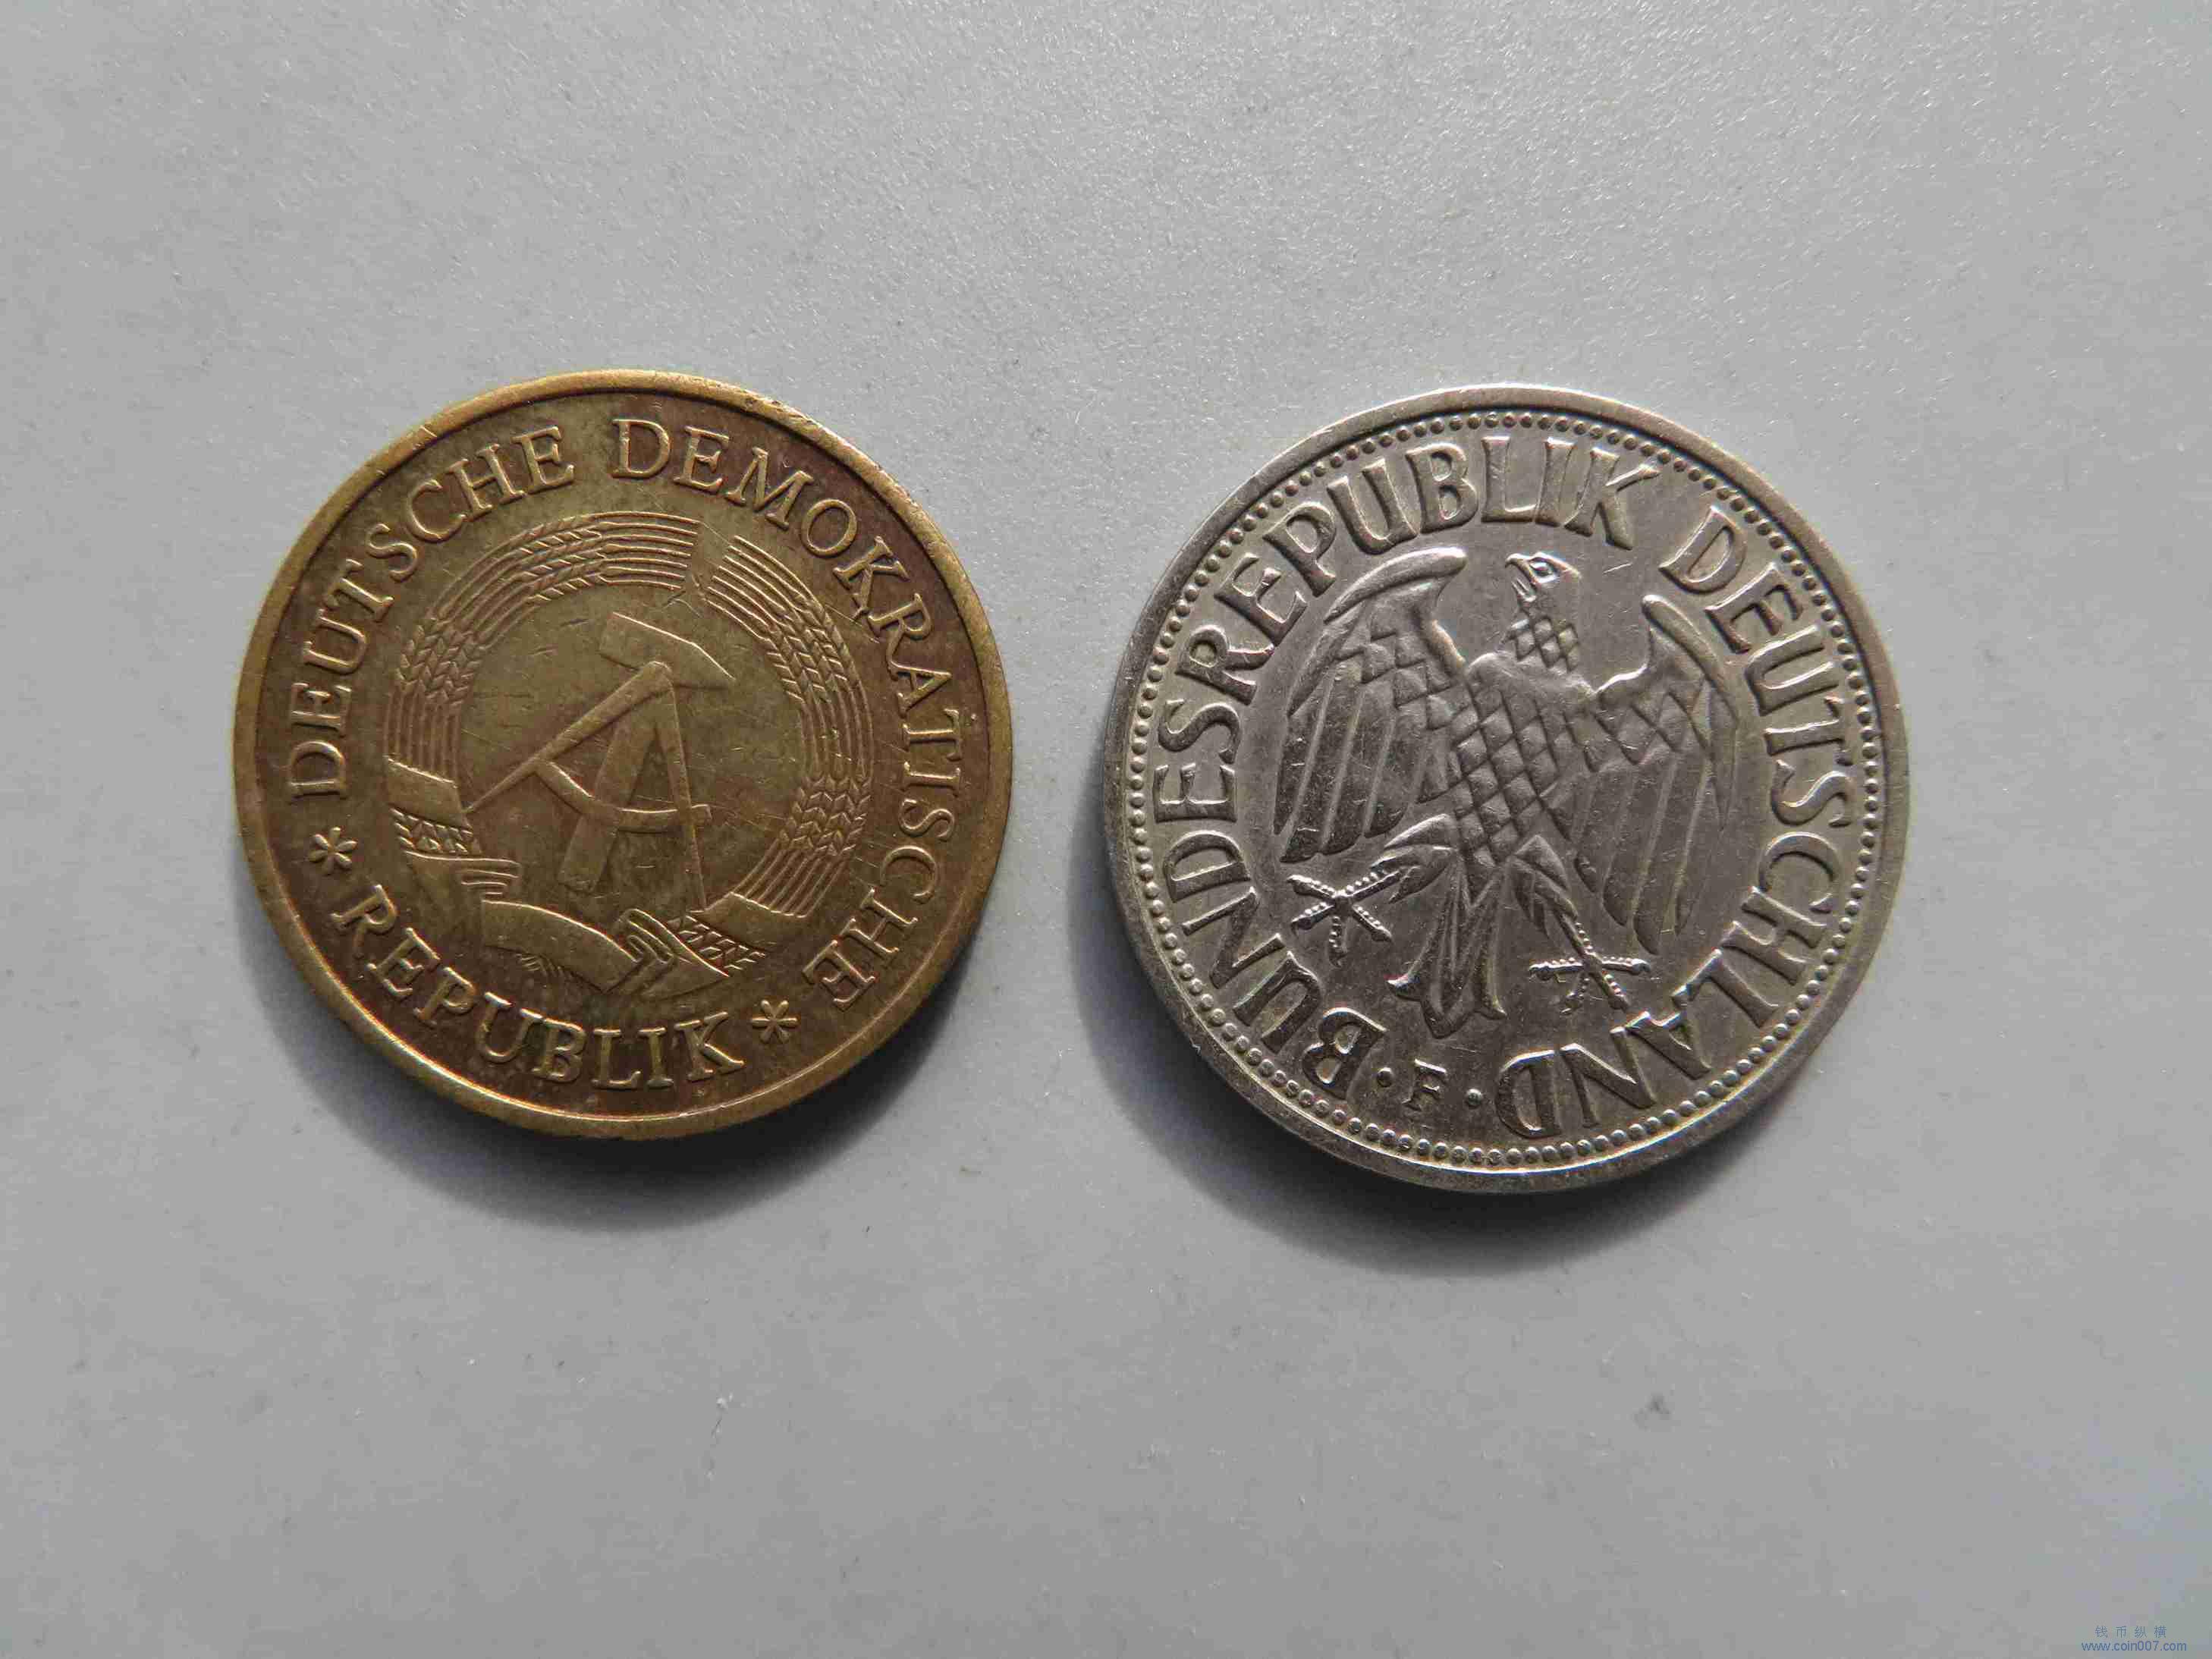 * DEUTSCHE DEMOKRATISCHE *
REPUBLIK
BUNDESREPUBLIK DEUTSCHLAND
· F ·
钱币纵横
www.coin007.com